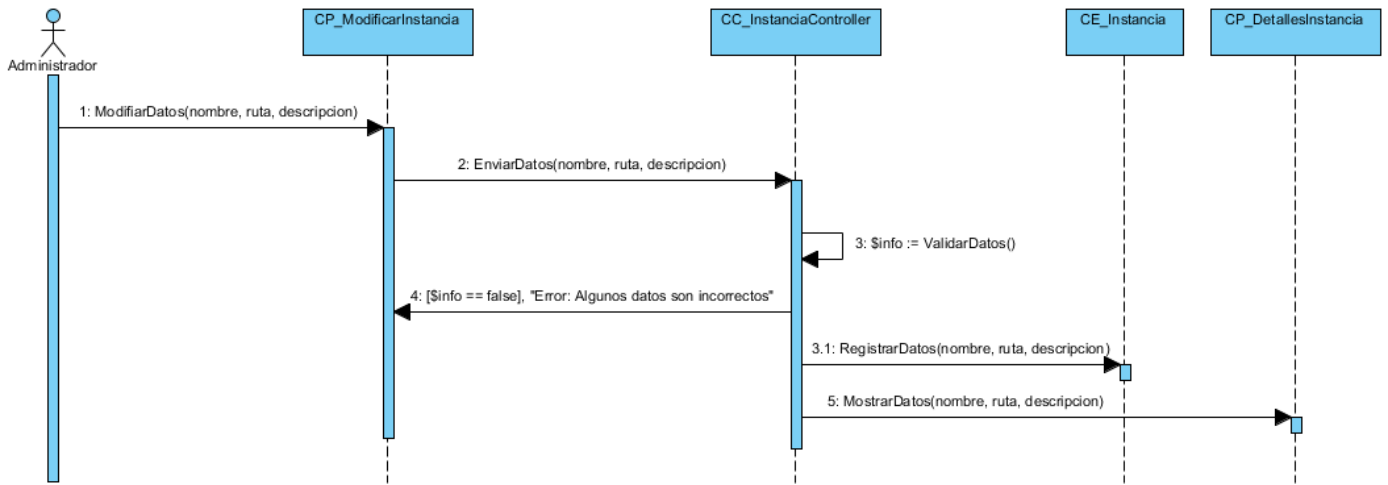 CP_ModificarInstancia
CC_InstanciaController
CE_Instancia
CP_DetallesInstancia
Administrador
1: ModifiarDatos(nombre, ruta, descripcion)
2: EnviarDatos(nombre, ruta, descripcion)
3: $info := ValidarDatos()
4: [$info == false], "Error: Algunos datos son incorrectos"
3.1: RegistrarDatos(nombre, ruta, descripcion)
5: MostrarDatos(nombre, ruta, descripcion)